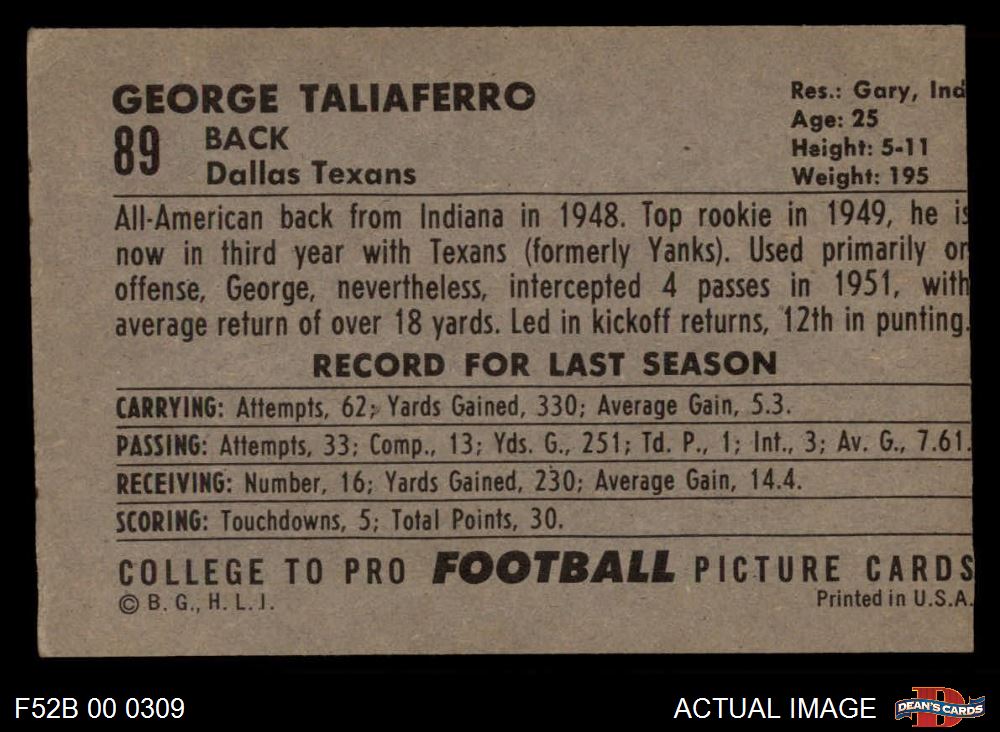 GEORGE TALIAFERRO
89 BACK
Dallas Texans
Res.: Gary, Ind
Age: 25
Height: 5-11
Weight: 195
All-American back from Indiana in 1948. Top rookie in 1949, he is
now in third year with Texans (formerly Yanks). Used primarily on
offense, George, nevertheless, intercepted 4 passes in 1951, with
average return of over 18 yards. Led in kickoff returns, 12th in punting.
RECORD FOR LAST SEASON
CARRYING: Attempts, 62; Yards Gained, 330; Average Gain, 5.3.
PASSING: Attempts, 33; Comp., 13; Yds. G., 251; Td. P., 1; Int., 3; Av. G., 7.61.
RECEIVING: Number, 16; Yards Gained, 230; Average Gain, 14.4.
SCORING: Touchdowns, 5; Total Points, 30.
COLLEGE TO PRO FOOTBALL PICTURE CARDS
© B. G., H. L. I.
Printed in U.S.A.
F52B 00 0309
ACTUAL IMAGE
D
DEAN'S CARDS